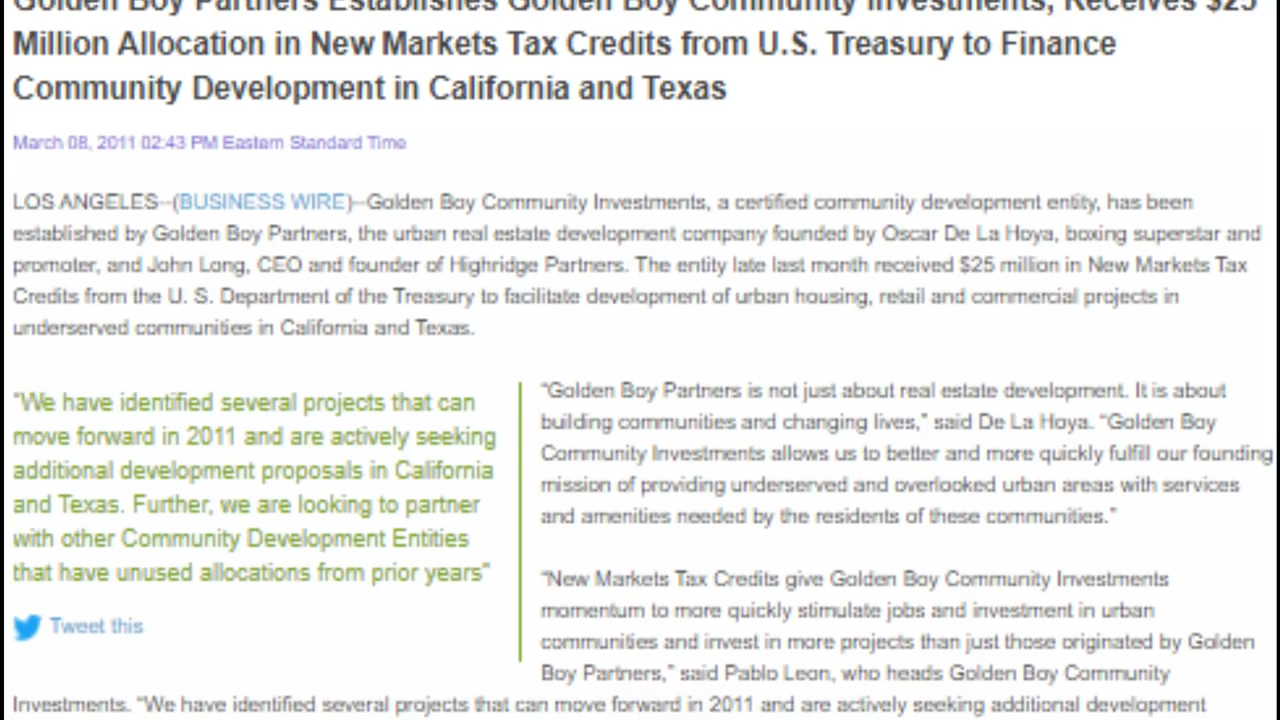 Golden Boy Partners Establishes Golden Boy Community Investments, Receives $25
Million Allocation in New Markets Tax Credits from U.S. Treasury to Finance
Community Development in California and Texas
March 08, 2011 02:43 PM Eastern Standard Time
LOS ANGELES--(BUSINESS WIRE)--Golden Boy Community Investments, a certified community development entity, has been
established by Golden Boy Partners, the urban real estate development company founded by Oscar De La Hoya, boxing superstar and
promoter, and John Long, CEO and founder of Highridge Partners. The entity late last month received $25 million in New Markets Tax
Credits from the U. S. Department of the Treasury to facilitate development of urban housing, retail and commercial projects in
underserved communities in California and Texas.
"We have identified several projects that can
move forward in 2011 and are actively seeking
additional development proposals in California
and Texas. Further, we are looking to partner
with other Community Development Entities
that have unused allocations from prior years"
Tweet this
“Golden Boy Partners is not just about real estate development. It is about
building communities and changing lives,” said De La Hoya. “Golden Boy
Community Investments allows us to better and more quickly fulfill our founding
mission of providing underserved and overlooked urban areas with services
and amenities needed by the residents of these communities.”
“New Markets Tax Credits give Golden Boy Community Investments
momentum to more quickly stimulate jobs and investment in urban
communities and invest in more projects than just those originated by Golden
Boy Partners,” said Pablo Leon, who heads Golden Boy Community
Investments. “We have identified several projects that can move forward in 2011 and are actively seeking additional development